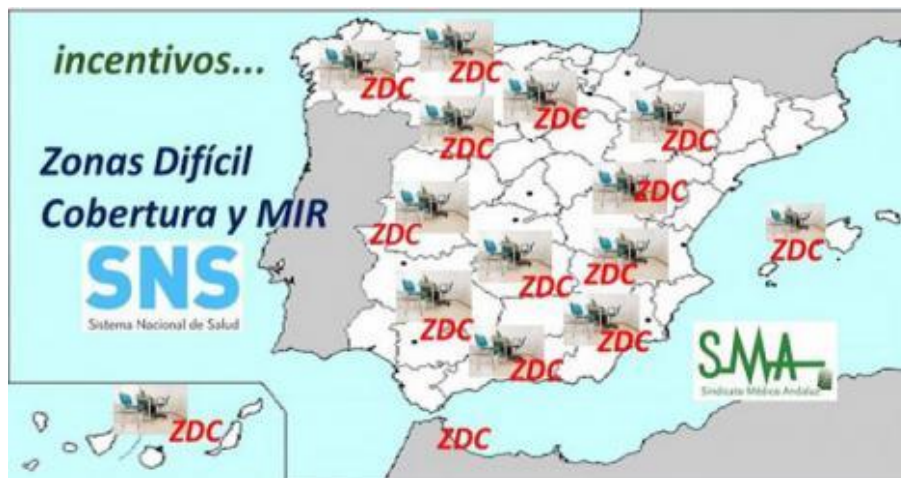 incentivos...
Zonas Difícil
Cobertura y MIR
SNS
Sistema Nacional de Salud
ZDC
ZDC
ZDC
ZDC
ZDC
ZDC
ZDC
ZDC
ZDC
ZDC
ZDC
ZDC
ZDC
SMA
Sindicato Médico Andaluz
ZDC
ZDC